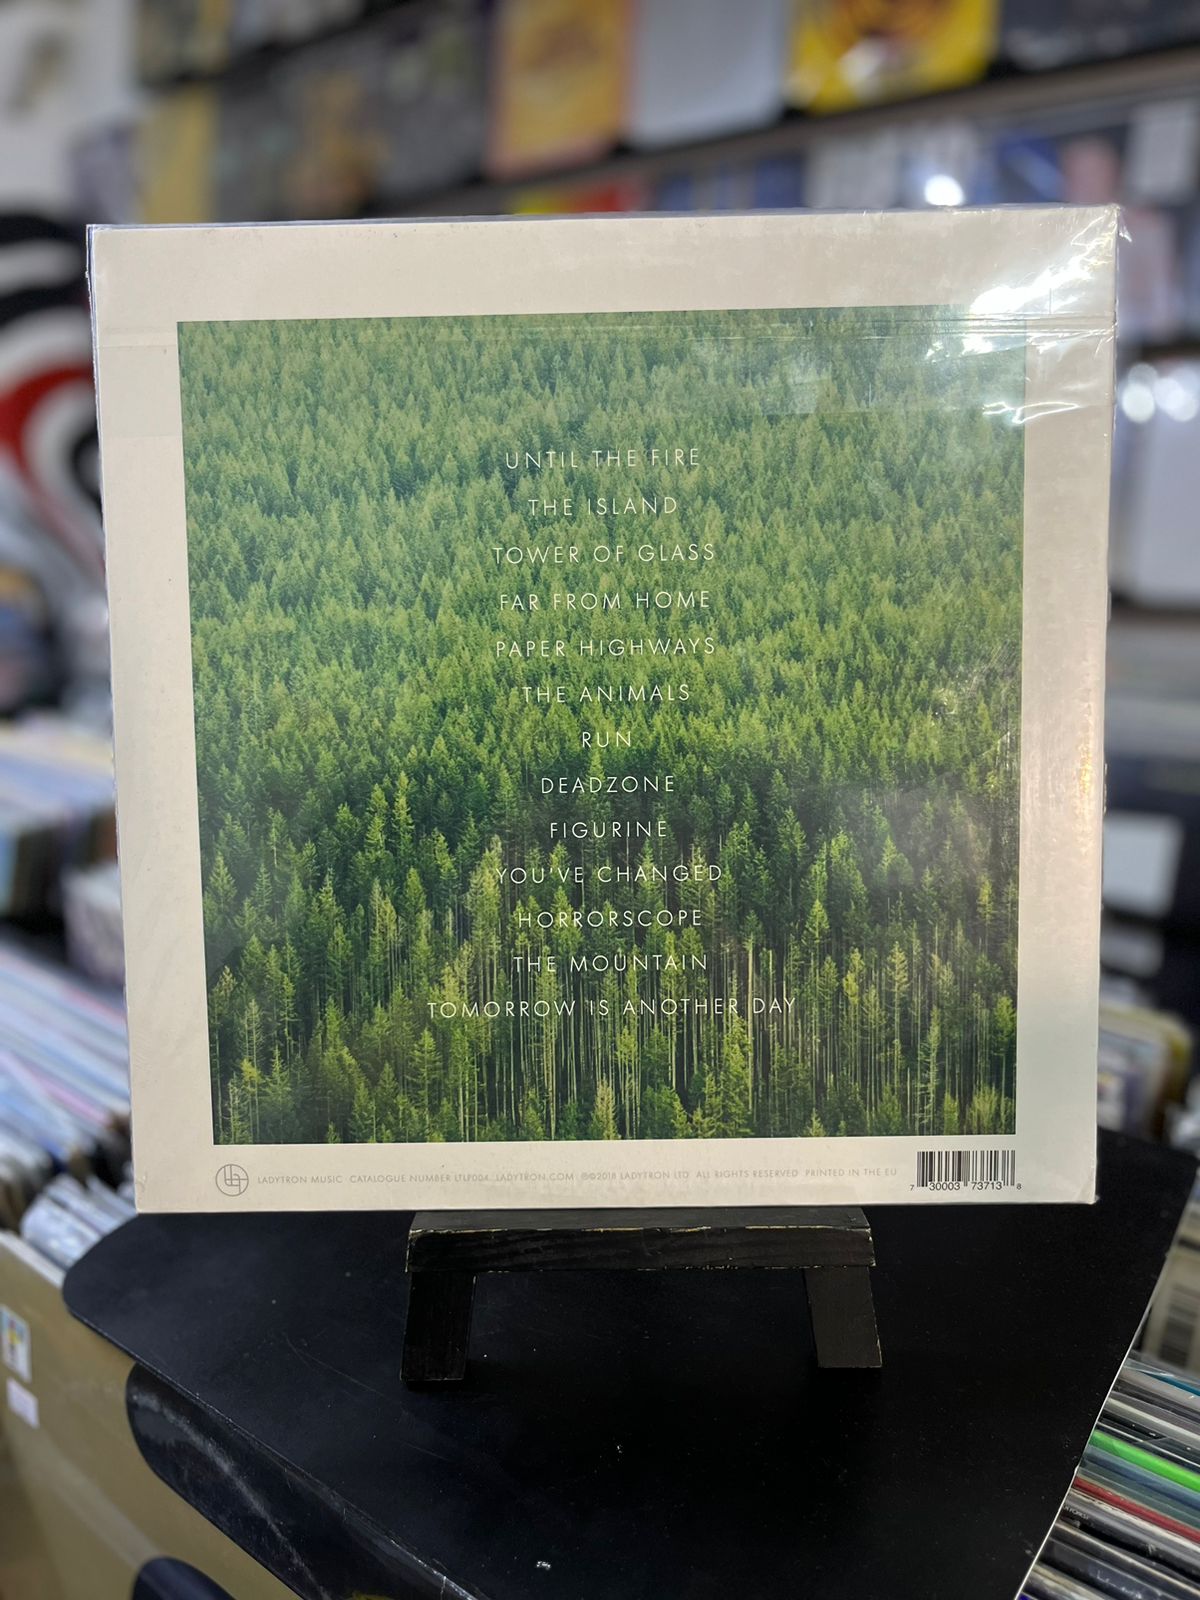 UNTIL THE FIRE
THE ISLAND
TOWER OF GLASS
FAR FROM HOME
PAPER HIGHWAYS
THE ANIMALS
RUN
DEADZONE
FIGURINE
YOU'VE CHANGED
HORRORSCOPE
THE MOUNTAIN
TOMORROW IS ANOTHER DAY
LADYTRON MUSIC CATALOGUE NUMBER LTLP004 LADYTRON.COM ℗©2018 LADYTRON LTD ALL RIGHTS RESERVED PRINTED IN THE EU
7 30003 73713 8